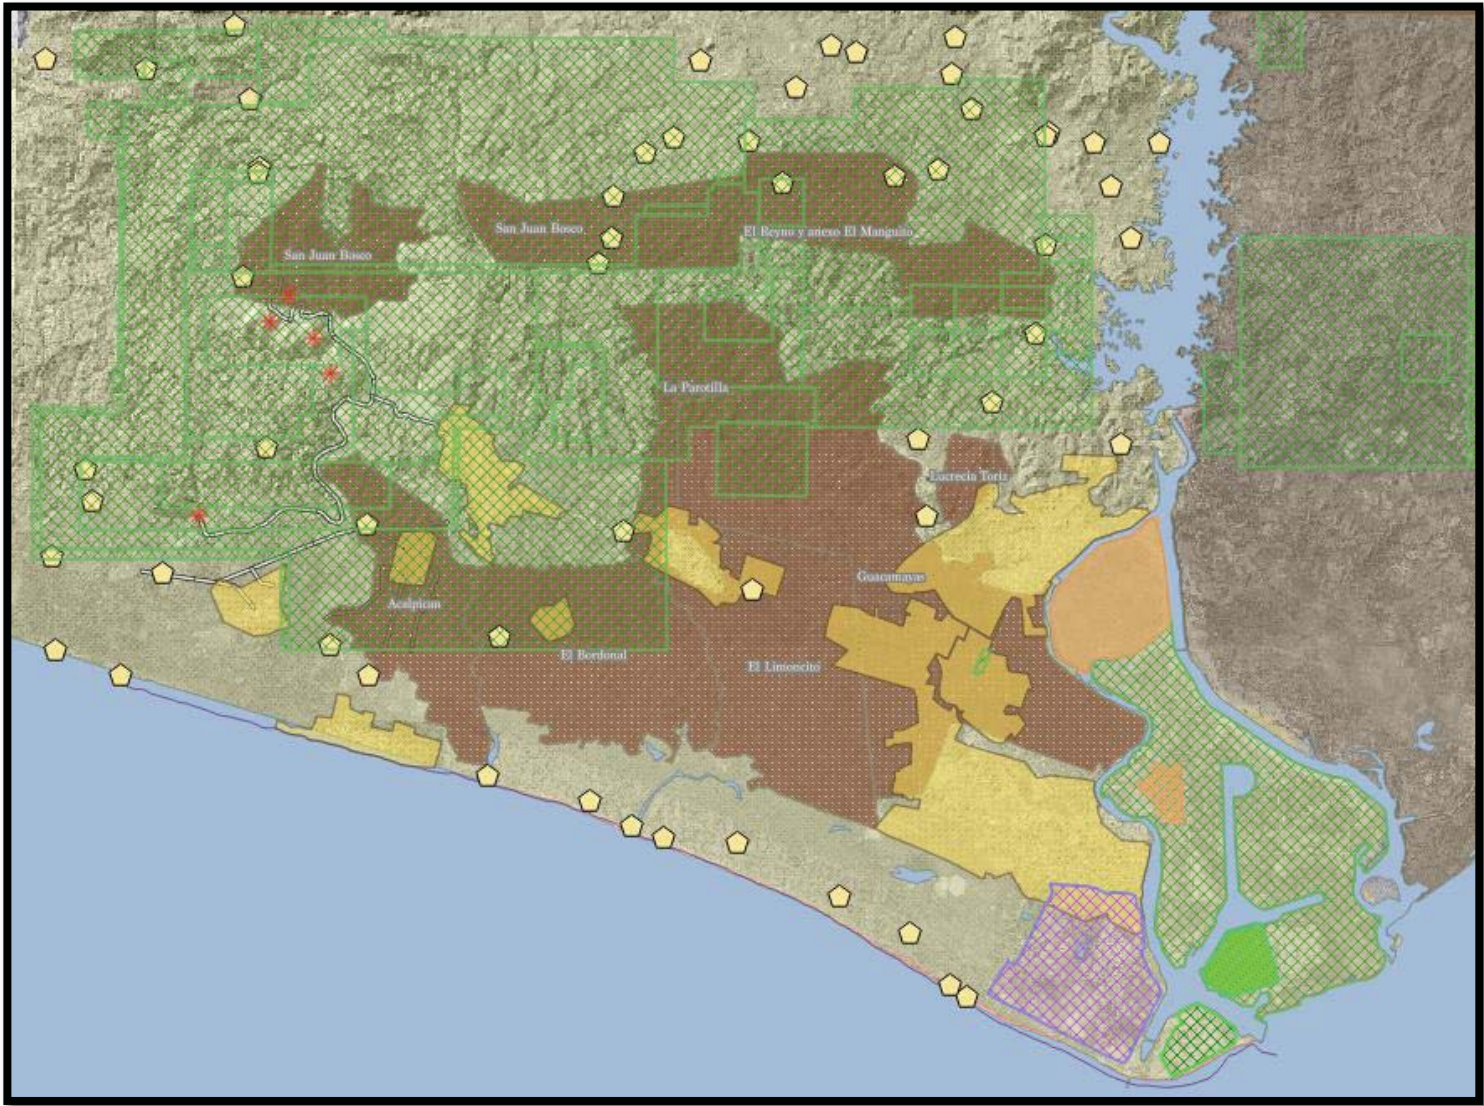 San Juan Bosco
San Juan Bosco
El Reyno y anexo El Manguito
La Parotilla
Lucrecia Toriz
Guacamayas
Acalpican
El Bordonal
El Limoncito